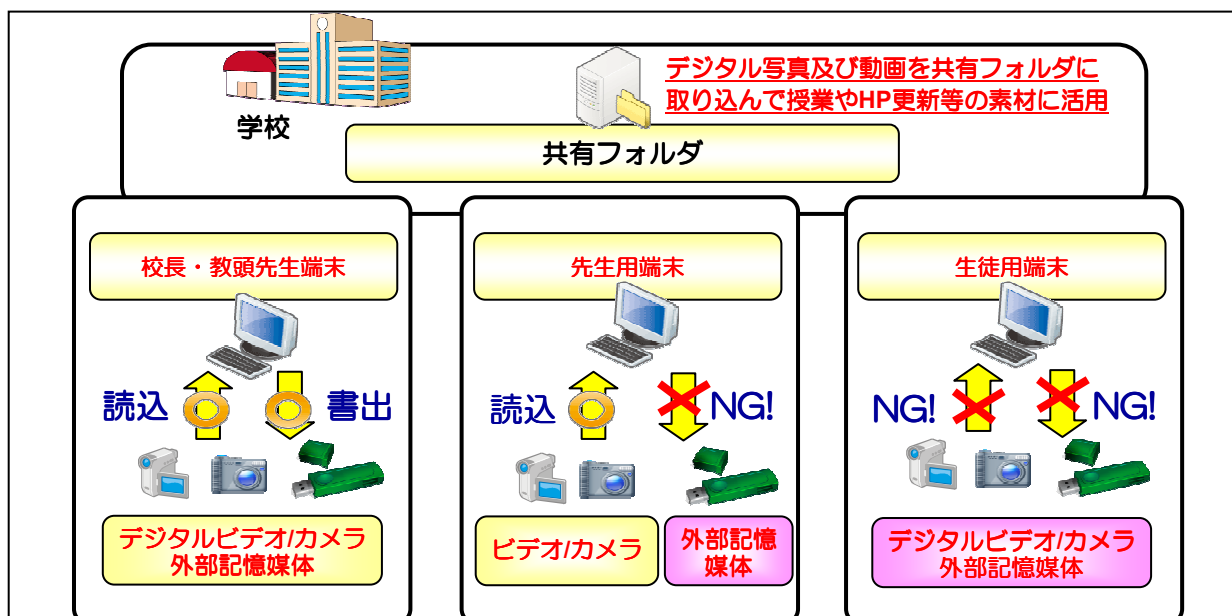 デジタル写真及び動画を共有フォルダに
取り込んで授業やHP更新等の素材に活用
学校
共有フォルダ
校長・教頭先生端末
読込
書出
デジタルビデオ/カメラ
外部記憶媒体
先生用端末
読込
NG!
ビデオ/カメラ
外部記憶
媒体
生徒用端末
NG!
NG!
デジタルビデオ/カメラ
外部記憶媒体